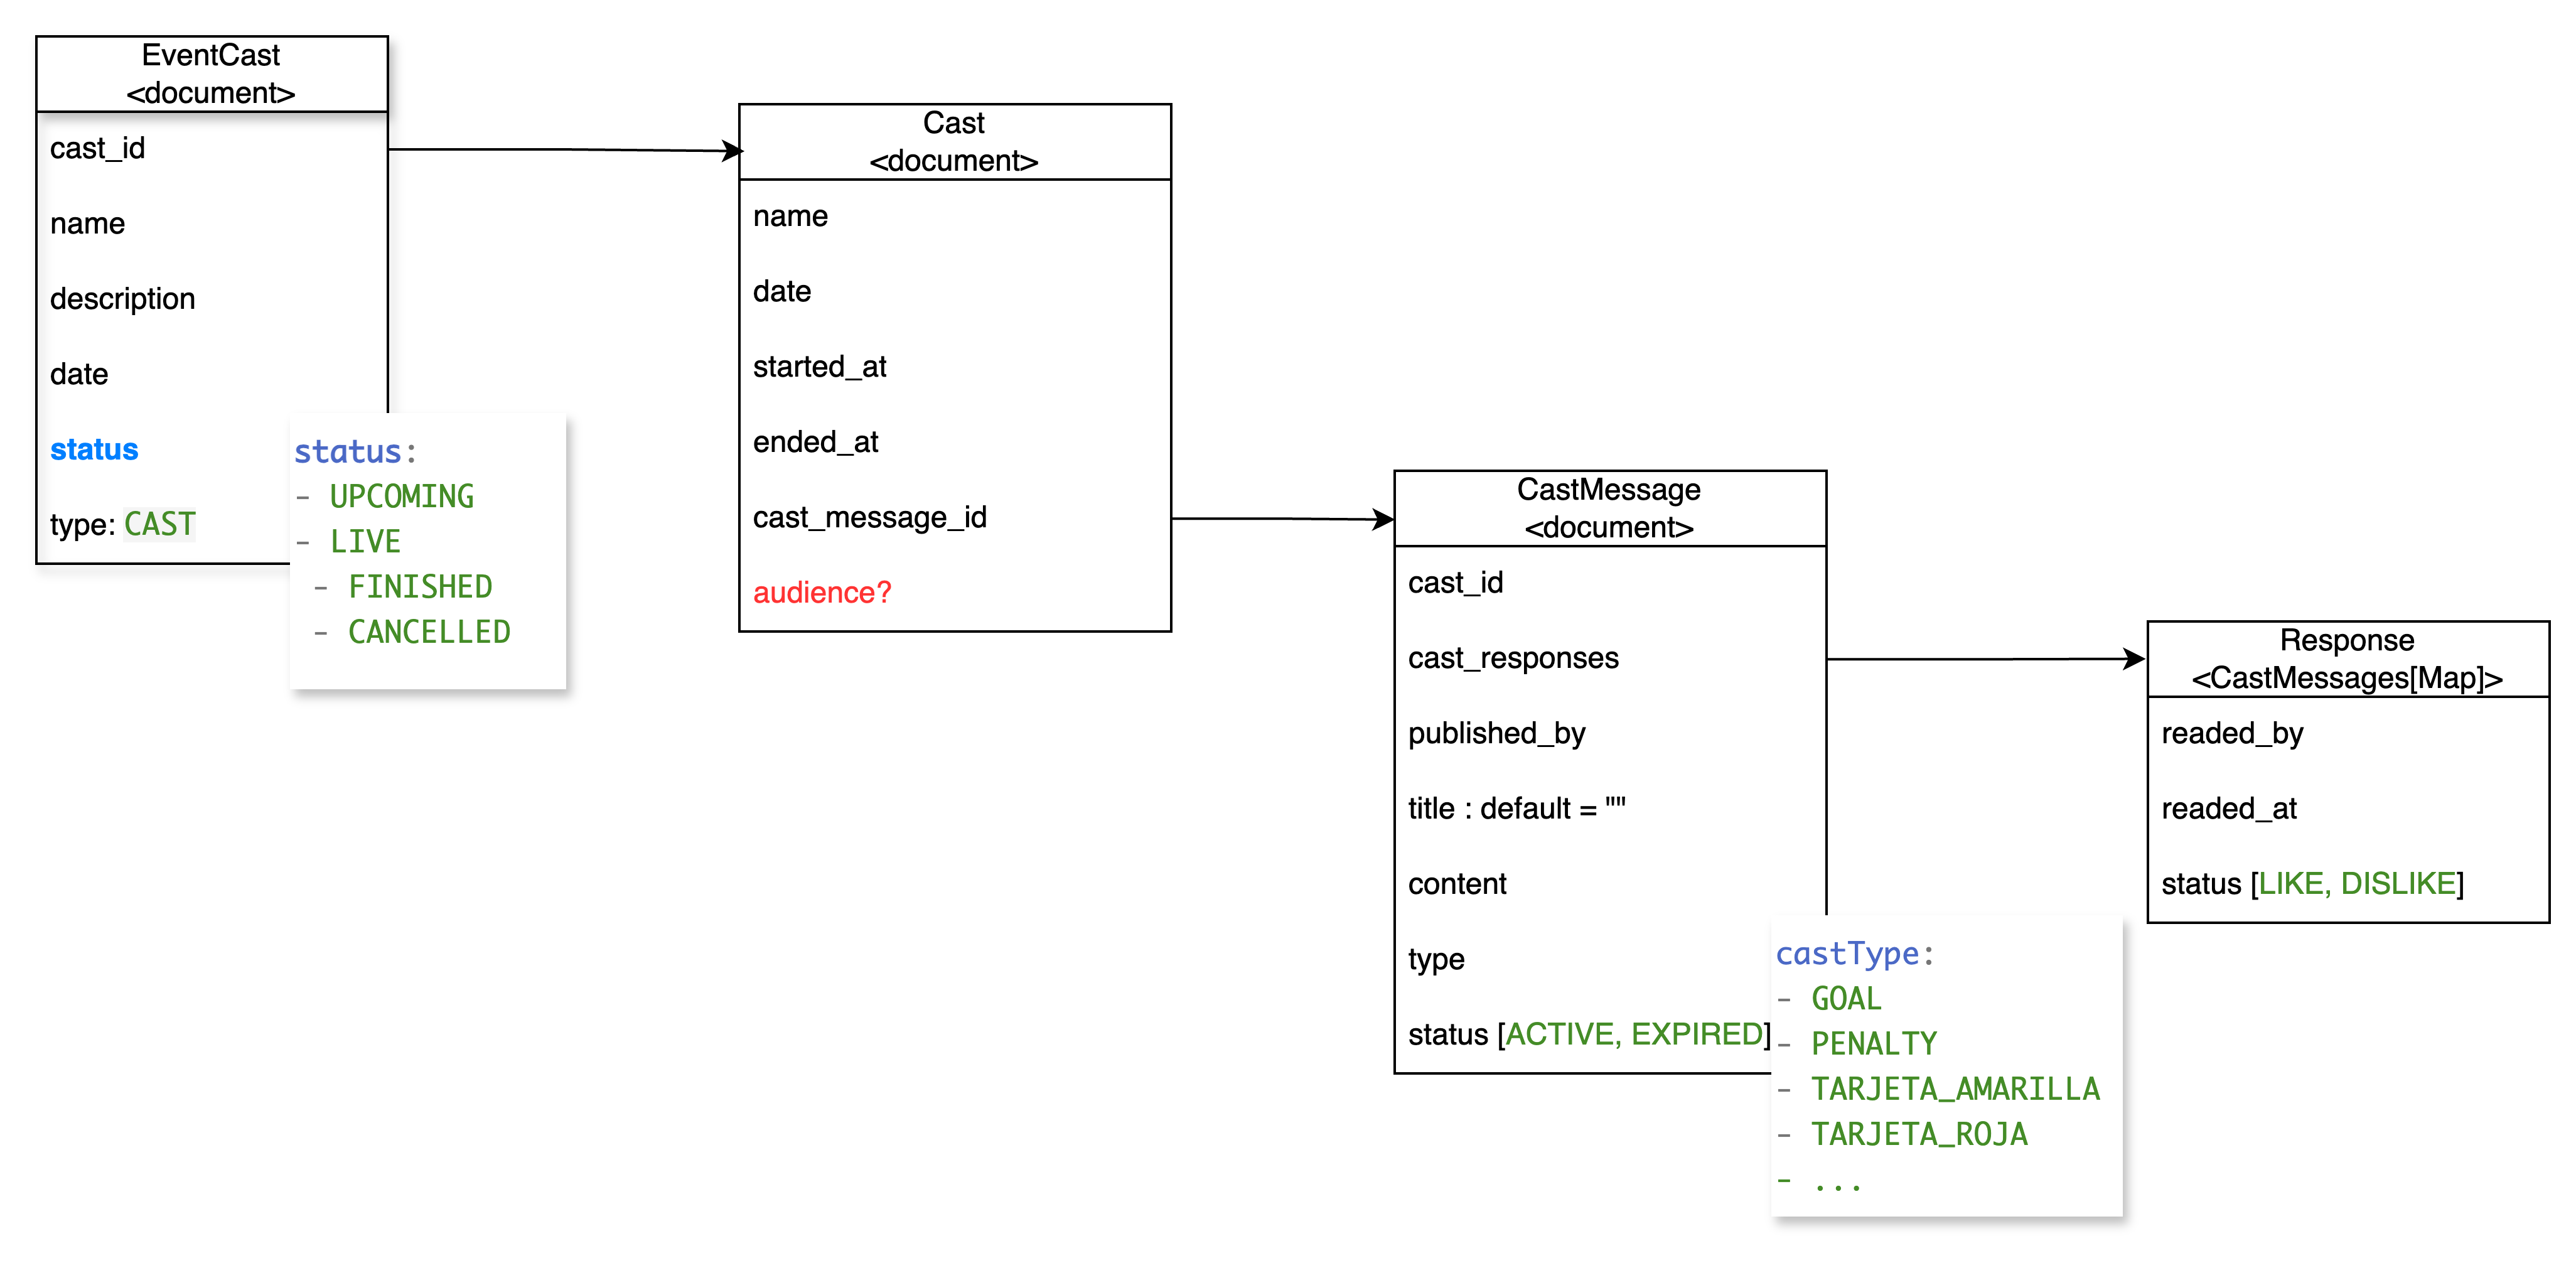 EventCast
<document>
cast_id
name
description
date
status
type: CAST
status:
- UPCOMING
- LIVE
- FINISHED
- CANCELLED
Cast
<document>
name
date
started_at
ended_at
cast_message_id
audience?
CastMessage
<document>
cast_id
cast_responses
published_by
title : default = ""
content
type
status [ACTIVE, EXPIRED]
castType:
- GOAL
- PENALTY
- TARJETA_AMARILLA
- TARJETA_ROJA
- ...
Response
<CastMessages[Map]>
readed_by
readed_at
status [LIKE, DISLIKE]